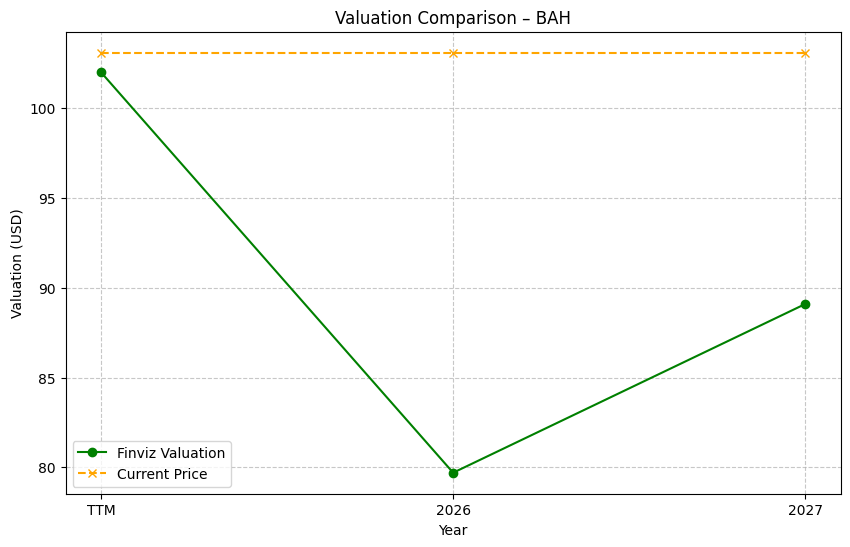 Valuation Comparison – BAH
Valuation (USD)
100
95
90
85
80
Finviz Valuation
Current Price
TTM
2026
2027
Year